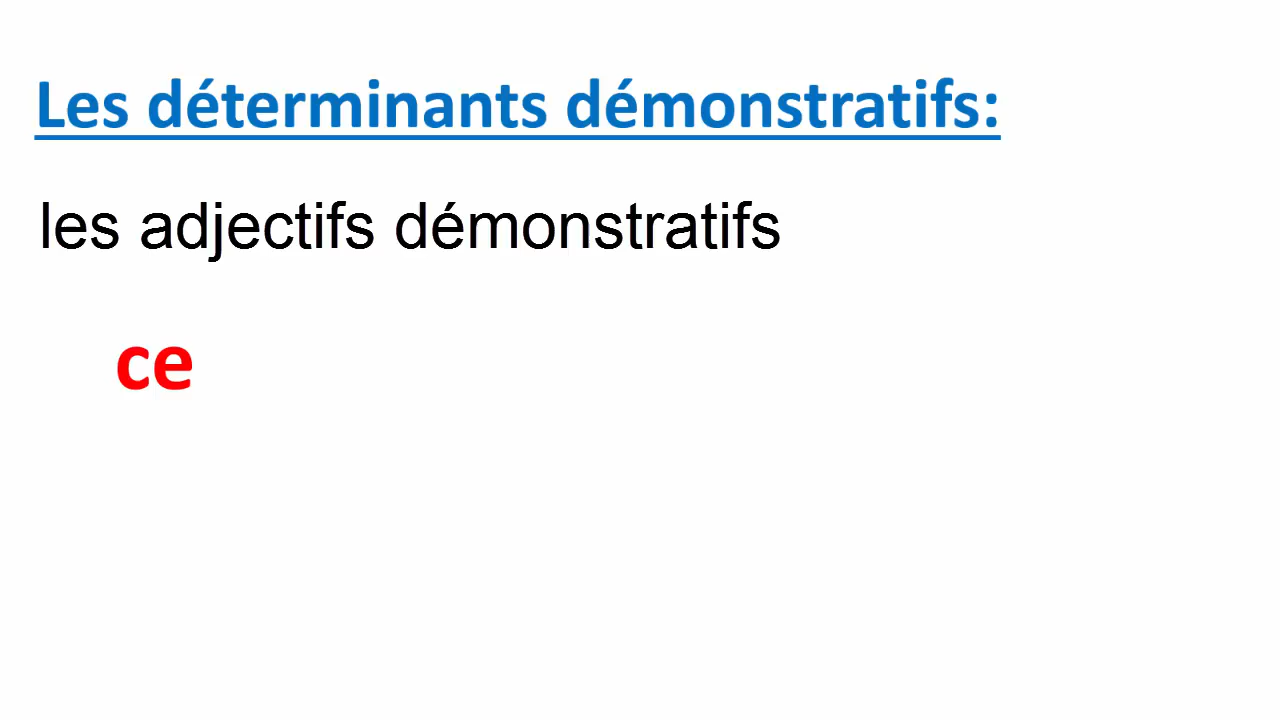 Les déterminants démonstratifs:
les adjectifs démonstratifs
ce